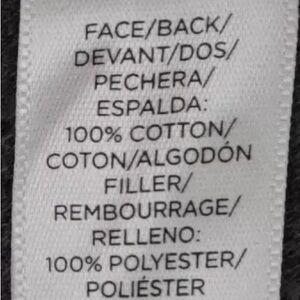 FACE/BACK/
DEVANT/DOS/
PECHERA/
ESPALDA:
100% COTTON/
COTON/ALGODÓN
FILLER/
REMBOURRAGE/
RELLENO:
100% POLYESTER/
POLIÉSTER